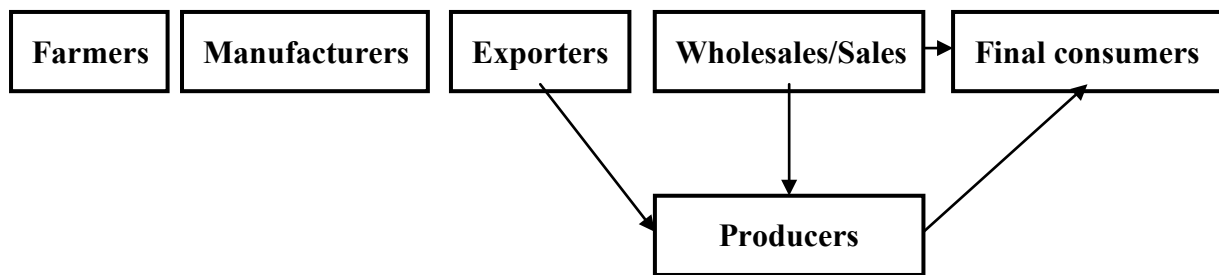 Farmers
Manufacturers
Exporters
Wholesales/Sales
Final consumers
Producers